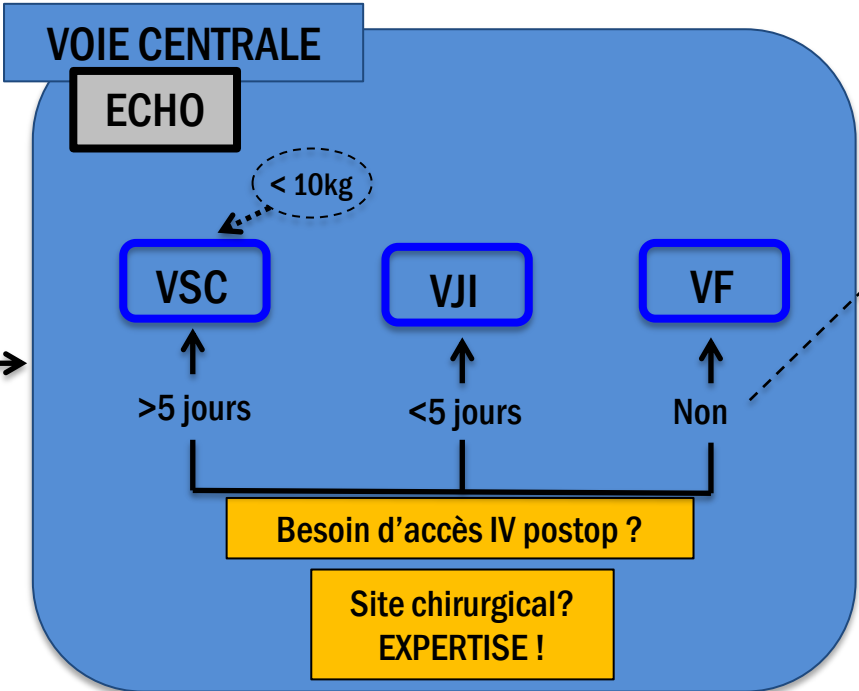 VOIE CENTRALE
ECHO
< 10kg
VSC
VJI
VF
>5 jours
<5 jours
Non
Besoin d'accès IV postop ?
Site chirurgical?
EXPERTISE !